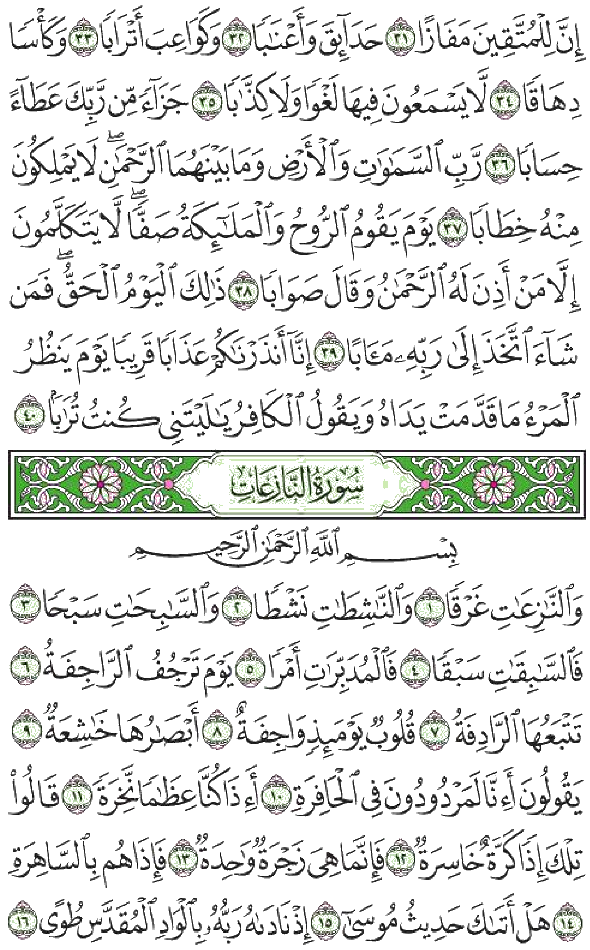 إِنَّ لِلْمُتَّقِينَ مَفَازًا ٣١ حَدَآئِقَ وَأَعْنَٰبًا ٣٢ وَكَوَاعِبَ أَتْرَابًا ٣٣ وَكَأْسًا
دِهَاقًا ٣٤ لَّا يَسْمَعُونَ فِيهَا لَغْوًا وَلَا كِذَّٰبًا ٣٥ جَزَآءً مِّن رَّبِّكَ عَطَآءً
حِسَابًا ٣٦ رَّبِّ السَّمَٰوَٰتِ وَٱلْأَرْضِ وَمَا بَيْنَهُمَا ٱلرَّحْمَٰنِۖ لَا يَمْلِكُونَ
مِنْهُ خِطَابًا ٣٧ يَوْمَ يَقُومُ ٱلرُّوحُ وَٱلْمَلَٰٓئِكَةُ صَفًّاۖ لَّا يَتَكَلَّمُونَ
إِلَّا مَنْ أَذِنَ لَهُ ٱلرَّحْمَٰنُ وَقَالَ صَوَابًا ٣٨ ذَٰلِكَ ٱلْيَوْمُ ٱلْحَقُّۖ فَمَن
شَآءَ ٱتَّخَذَ إِلَىٰ رَبِّهِۦ مَـَٔابًا ٣٩ إِنَّآ أَنذَرْنَٰكُمْ عَذَابًا قَرِيبًا يَوْمَ يَنظُرُ
ٱلْمَرْءُ مَا قَدَّمَتْ يَدَاهُ وَيَقُولُ ٱلْكَافِرُ يَٰلَيْتَنِى كُنتُ تُرَٰبًۢا ٤٠
سُورَةُ النَّازِعَاتِ
بِسْمِ ٱللَّهِ ٱلرَّحْمَٰنِ ٱلرَّحِيمِ
وَٱلنَّٰزِعَٰتِ غَرْقًا ١ وَٱلنَّٰشِطَٰتِ نَشْطًا ٢ وَٱلسَّٰبِحَٰتِ سَبْحًا ٣
فَٱلسَّٰبِقَٰتِ سَبْقًا ٤ فَٱلْمُدَبِّرَٰتِ أَمْرًا ٥ يَوْمَ تَرْجُفُ ٱلرَّاجِفَةُ ٦
تَتْبَعُهَا ٱلرَّادِفَةُ ٧ قُلُوبٌ يَوْمَئِذٍ وَاجِفَةٌ ٨ أَبْصَٰرُهَا خَٰشِعَةٌ ٩
يَقُولُونَ أَءِنَّا لَمَرْدُودُونَ فِى ٱلْحَافِرَةِ ١٠ أَءِذَا كُنَّا عِظَٰمًا نَّخِرَةً ١١ قَالُوا۟
تِلْكَ إِذًا كَرَّةٌ خَاسِرَةٌ ١٢ فَإِنَّمَا هِىَ زَجْرَةٌ وَٰحِدَةٌ ١٣ فَإِذَا هُم بِٱلسَّاهِرَةِ
١٤ هَلْ أَتَىٰكَ حَدِيثُ مُوسَىٰٓ ١٥ إِذْ نَادَىٰهُ رَبُّهُۥ بِٱلْوَادِ ٱلْمُقَدَّسِ طُوًى ١٦